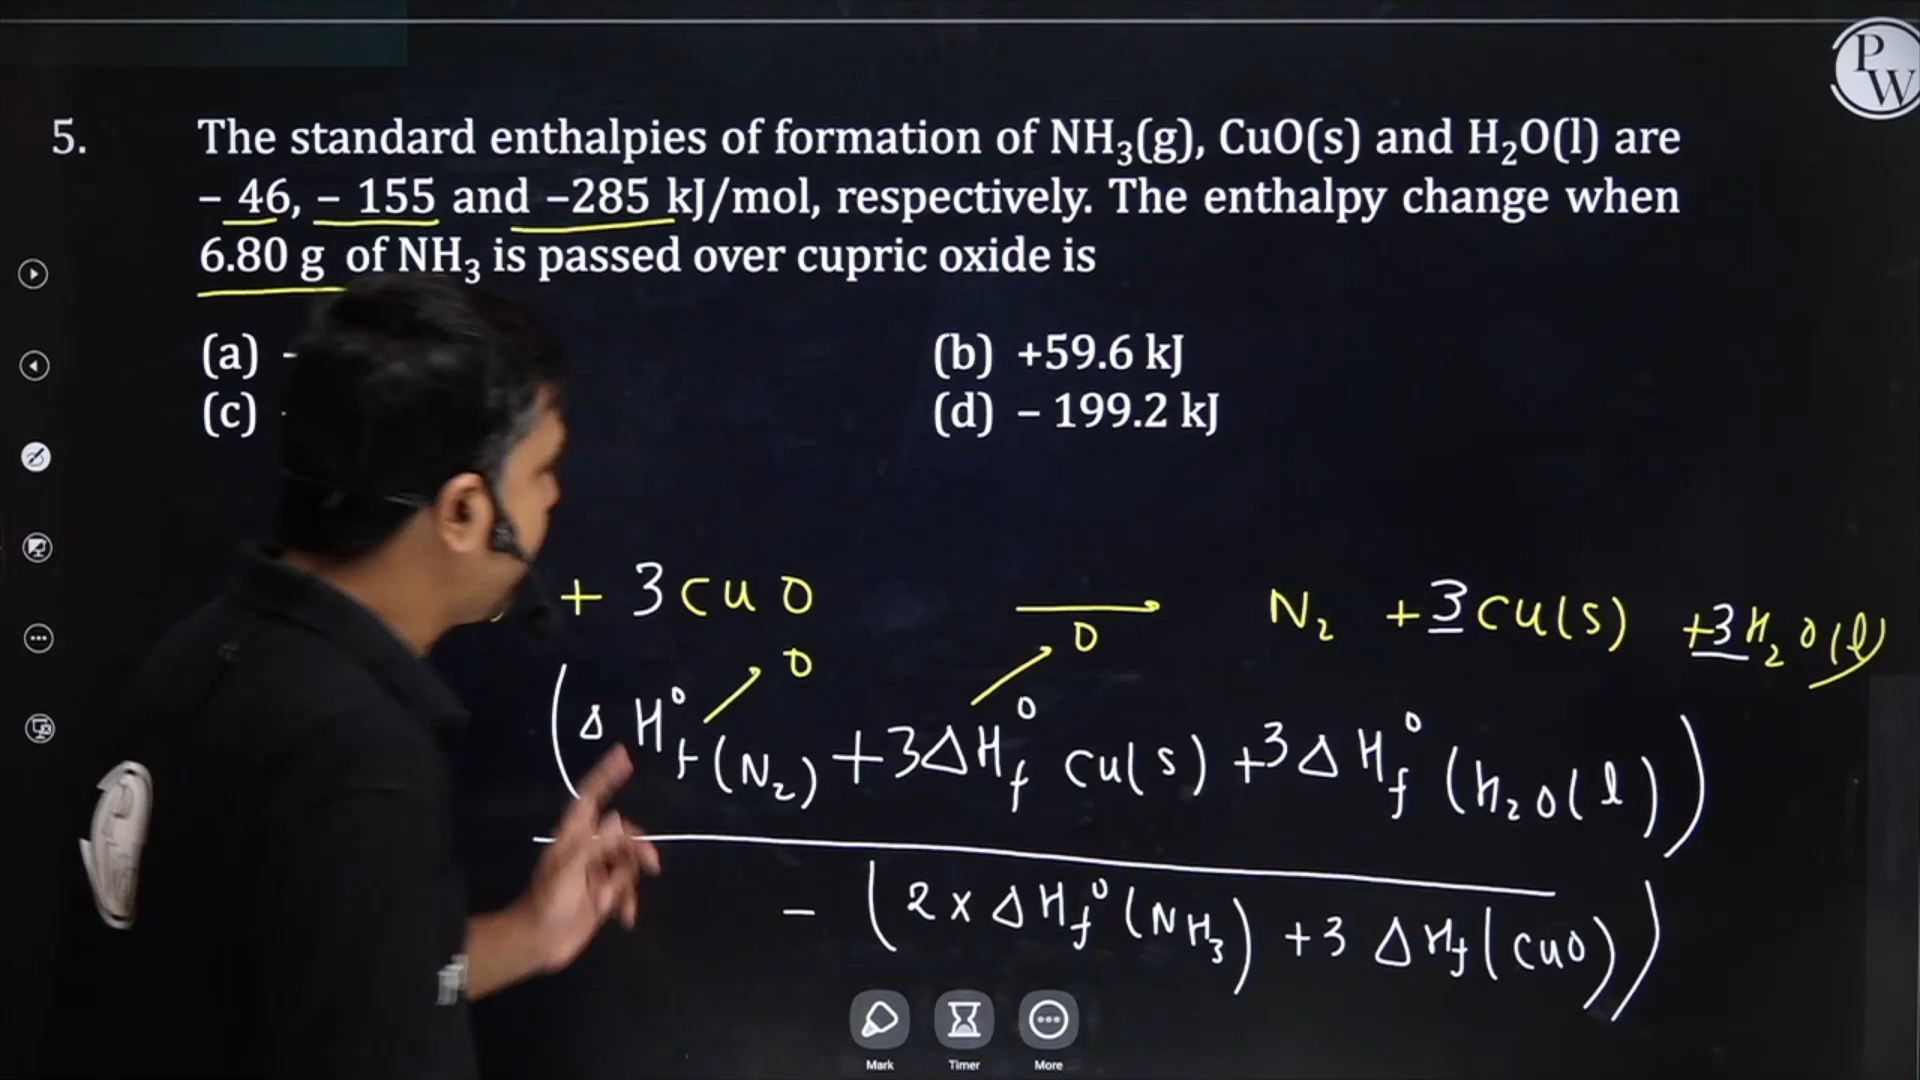 P
W
5. The standard enthalpies of formation of NH₃(g), CuO(s) and H₂O(l) are
– 46, – 155 and –285 kJ/mol, respectively. The enthalpy change when
6.80 g of NH₃ is passed over cupric oxide is
(a) - (b) +59.6 kJ
(c) (d) – 199.2 kJ
+ 3CuO → N₂ + 3Cu(s) + 3H₂O(l)
0 0
(ΔH°f (N₂) + 3ΔH°f Cu(s) + 3ΔH°f (H₂O(l))
- (2 × ΔH°f (NH₃) + 3 ΔHf (CuO))
Mark Timer More